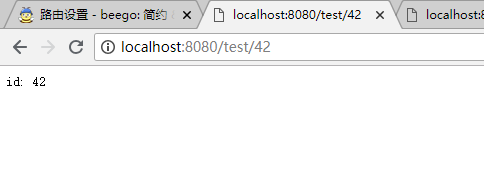 路由设置 - beego: 简约
localhost:8080/test/42
localhost:8
localhost:8080/test/42
id: 42